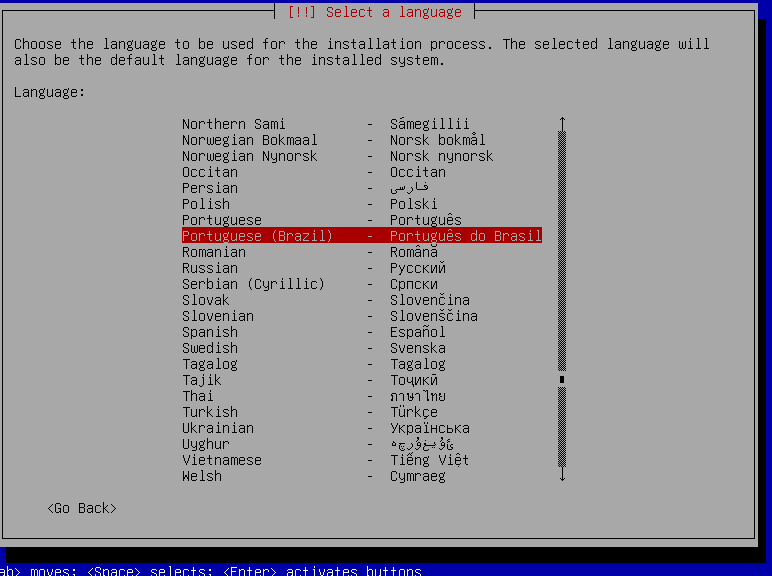 [!!] Select a language
Choose the language to be used for the installation process. The selected language will
also be the default language for the installed system.
Language:
Northern Sami - Sámegillii
Norwegian Bokmaal - Norsk bokmål
Norwegian Nynorsk - Norsk nynorsk
Occitan - Occitan
Persian - فارسی
Polish - Polski
Portuguese - Português
Portuguese (Brazil) - Português do Brasil
Romanian - Română
Russian - Русский
Serbian (Cyrillic) - Српски
Slovak - Slovenčina
Slovenian - Slovenščina
Spanish - Español
Swedish - Svenska
Tagalog - Tagalog
Tajik - Тоҷикӣ
Thai - ภาษาไทย
Turkish - Türkçe
Ukrainian - Українська
Uyghur - ئۇيغۇرچە
Vietnamese - Tiếng Việt
Welsh - Cymraeg
<Go Back>
ab> moves; <Space> selects; <Enter> activates buttons